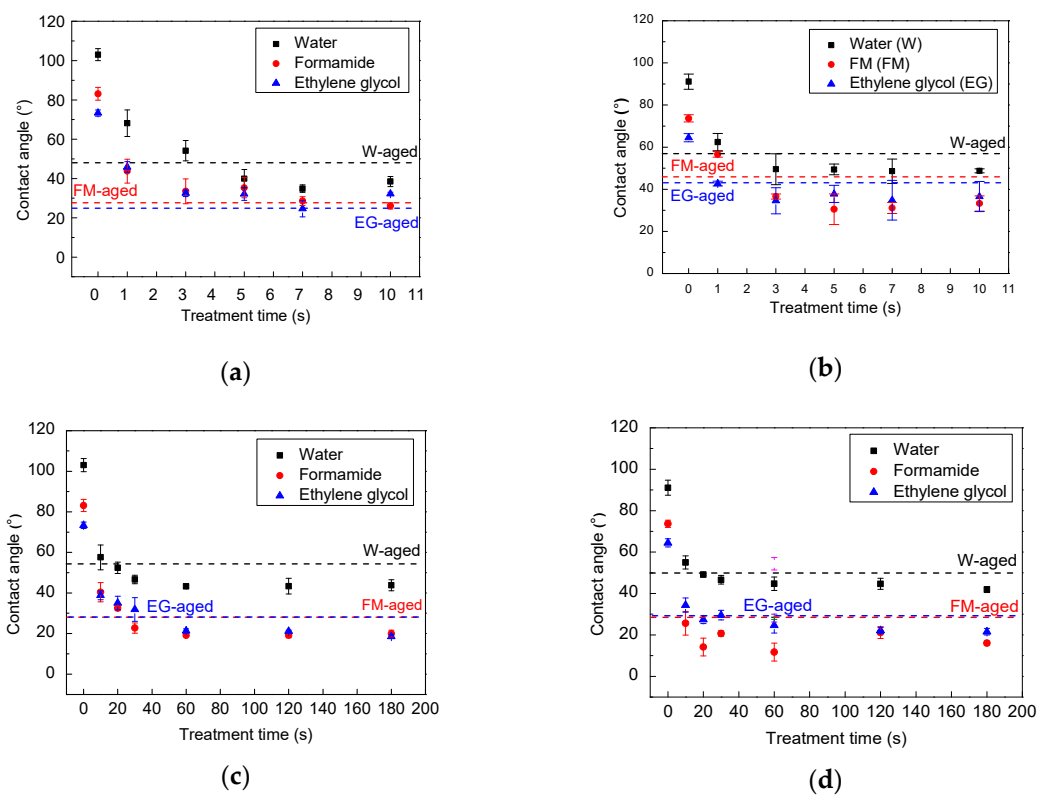 120
100
80
60
40
20
0
Contact angle (°)
Water
Formamide
Ethylene glycol
W-aged
FM-aged
EG-aged
0 1 2 3 4 5 6 7 8 9 10 11
Treatment time (s)
(a)
120
100
80
60
40
20
0
Contact angle (°)
Water (W)
FM (FM)
Ethylene glycol (EG)
W-aged
FM-aged
EG-aged
0 1 2 3 4 5 6 7 8 9 10 11
Treatment time (s)
(b)
120
100
80
60
40
20
0
Contact angle (°)
Water
Formamide
Ethylene glycol
W-aged
EG-aged
FM-aged
0 20 40 60 80 100 120 140 160 180 200
Treatment time (s)
(c)
120
100
80
60
40
20
0
Contact angle (°)
Water
Formamide
Ethylene glycol
W-aged
EG-aged
FM-aged
0 20 40 60 80 100 120 140 160 180 200
Treatment time (s)
(d)